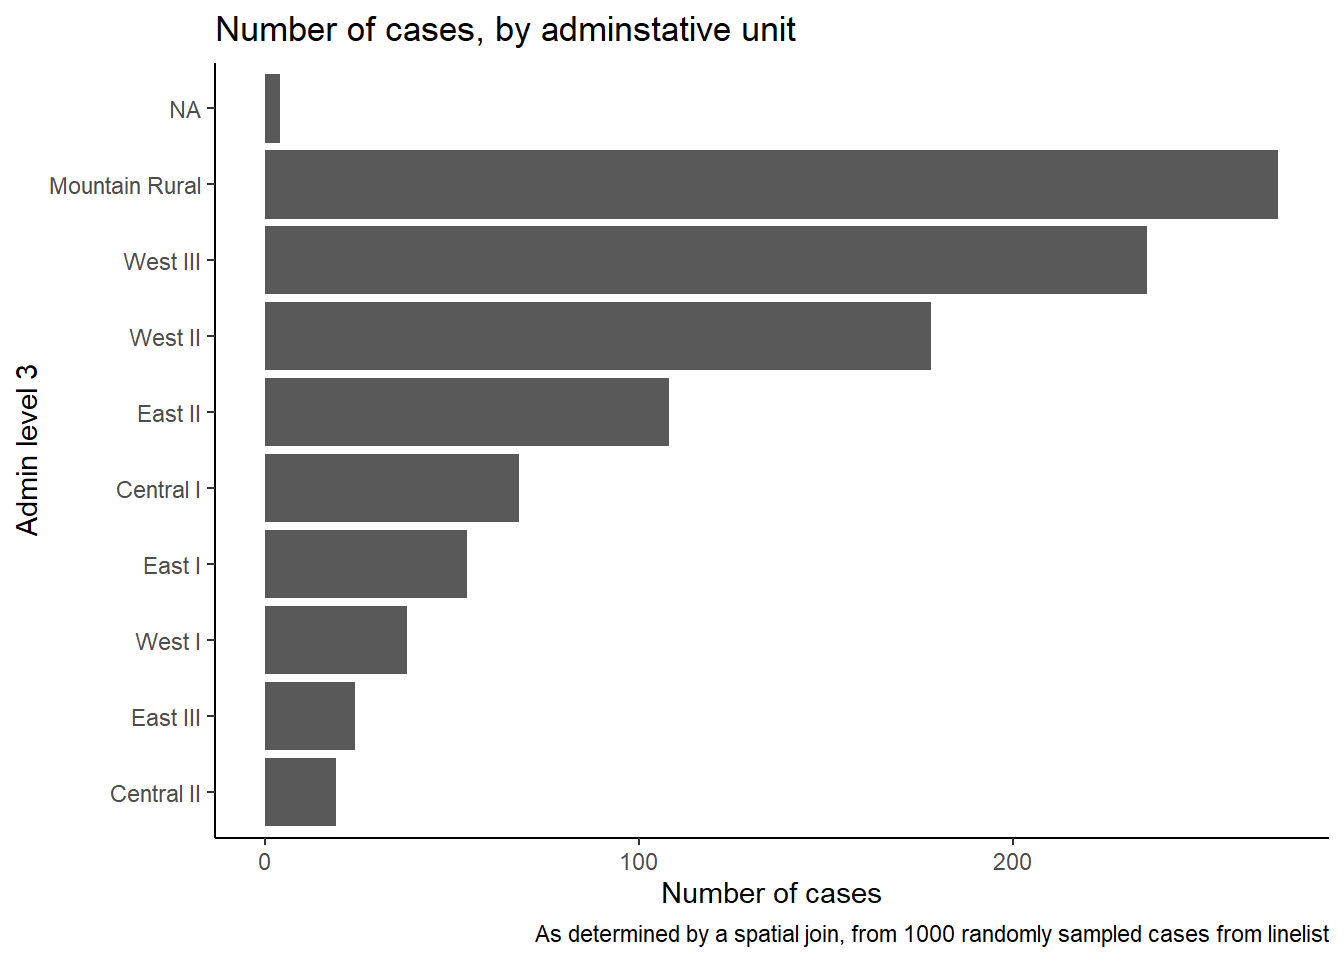 Number of cases, by adminstative unit
NA
Mountain Rural
West III
West II
East II
Central I
East I
West I
East III
Central II
Admin level 3
0 100 200
Number of cases
As determined by a spatial join, from 1000 randomly sampled cases from linelist